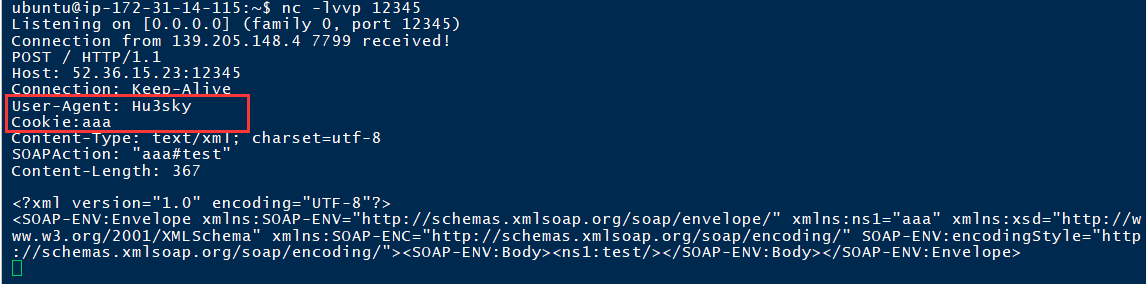 ubuntu@ip-172-31-14-115:~$ nc -lvvp 12345
Listening on [0.0.0.0] (family 0, port 12345)
Connection from 139.205.148.4 7799 received!
POST / HTTP/1.1
Host: 52.36.15.23:12345
Connection: Keep-Alive
User-Agent: Hu3sky
Cookie:aaa
Content-Type: text/xml; charset=utf-8
SOAPAction: "aaa#test"
Content-Length: 367

<?xml version="1.0" encoding="UTF-8"?>
<SOAP-ENV:Envelope xmlns:SOAP-ENV="http://schemas.xmlsoap.org/soap/envelope/" xmlns:ns1="aaa" xmlns:xsd="http://w
ww.w3.org/2001/XMLSchema" xmlns:SOAP-ENC="http://schemas.xmlsoap.org/soap/encoding/" SOAP-ENV:encodingStyle="http
://schemas.xmlsoap.org/soap/encoding/"><SOAP-ENV:Body><ns1:test/></SOAP-ENV:Body></SOAP-ENV:Envelope>